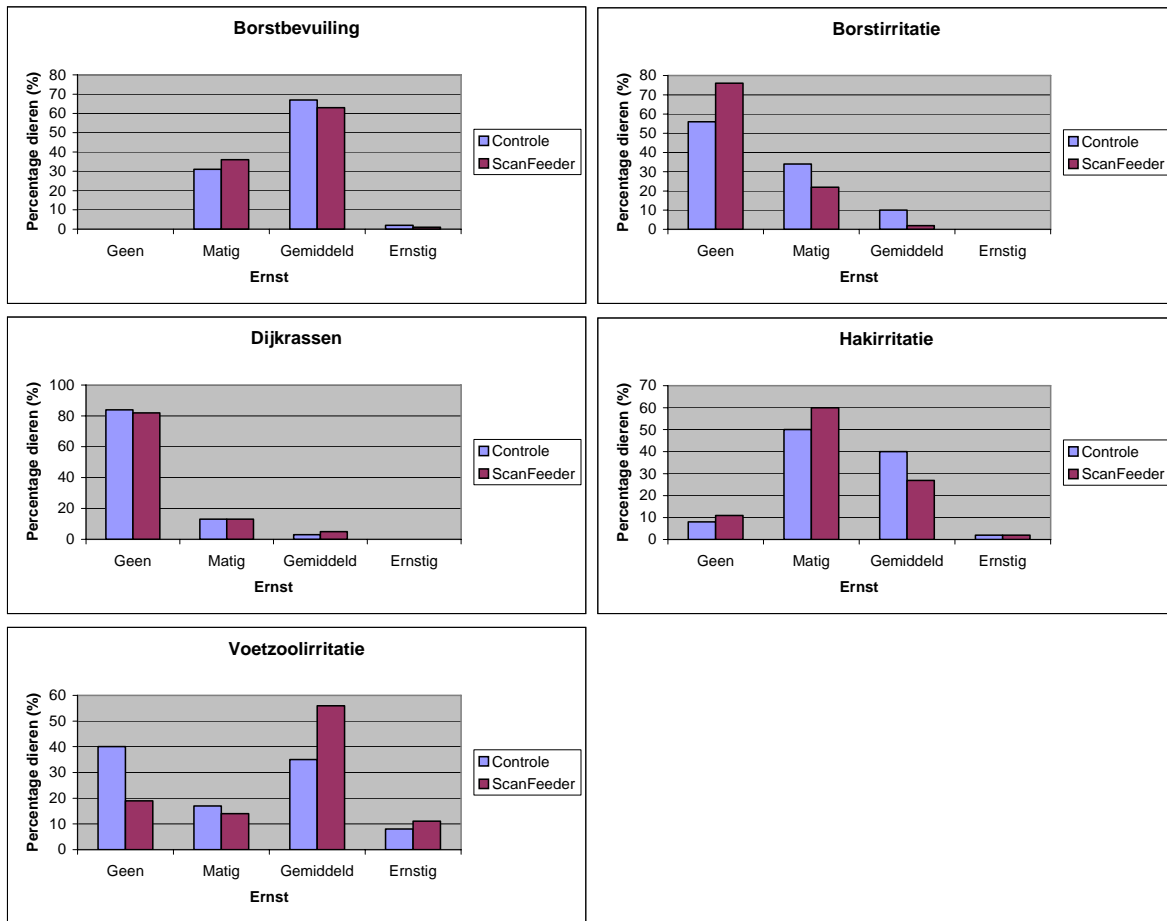 Borstbevuiling
80
70
60
50
40
30
20
10
0
Percentage dieren (%)
Geen Matig Gemiddeld Ernstig
Ernst
Controle
ScanFeeder
Borstirritatie
80
70
60
50
40
30
20
10
0
Percentage dieren (%)
Geen Matig Gemiddeld Ernstig
Ernst
Controle
ScanFeeder
Dijkrassen
100
80
60
40
20
0
Percentage dieren (%)
Geen Matig Gemiddeld Ernstig
Ernst
Controle
ScanFeeder
Hakirritatie
70
60
50
40
30
20
10
0
Percentage dieren (%)
Geen Matig Gemiddeld Ernstig
Ernst
Controle
ScanFeeder
Voetzoolirritatie
60
50
40
30
20
10
0
Percentage dieren (%)
Geen Matig Gemiddeld Ernstig
Ernst
Controle
ScanFeeder